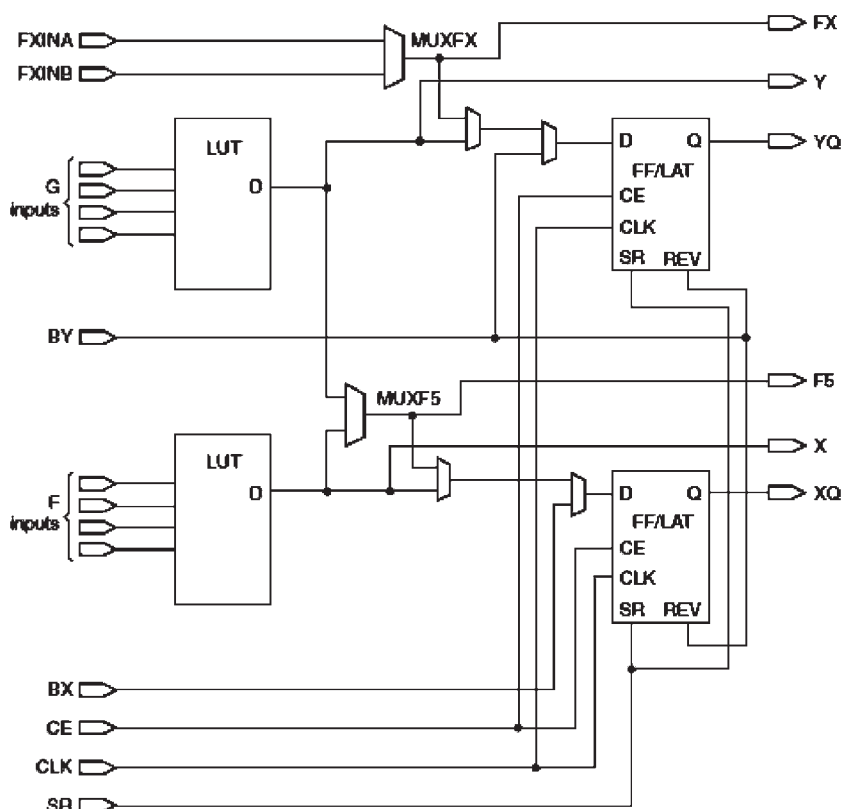 FXINA
MUXFX
FX
FXINB
Y
LUT
D
Q
YQ
G
inputs
D
FF/LAT
CE
CLK
SR REV
BY
MUXF5
F5
LUT
X
D
D
Q
XQ
F
inputs
FF/LAT
CE
CLK
SR REV
BX
CE
CLK
SR